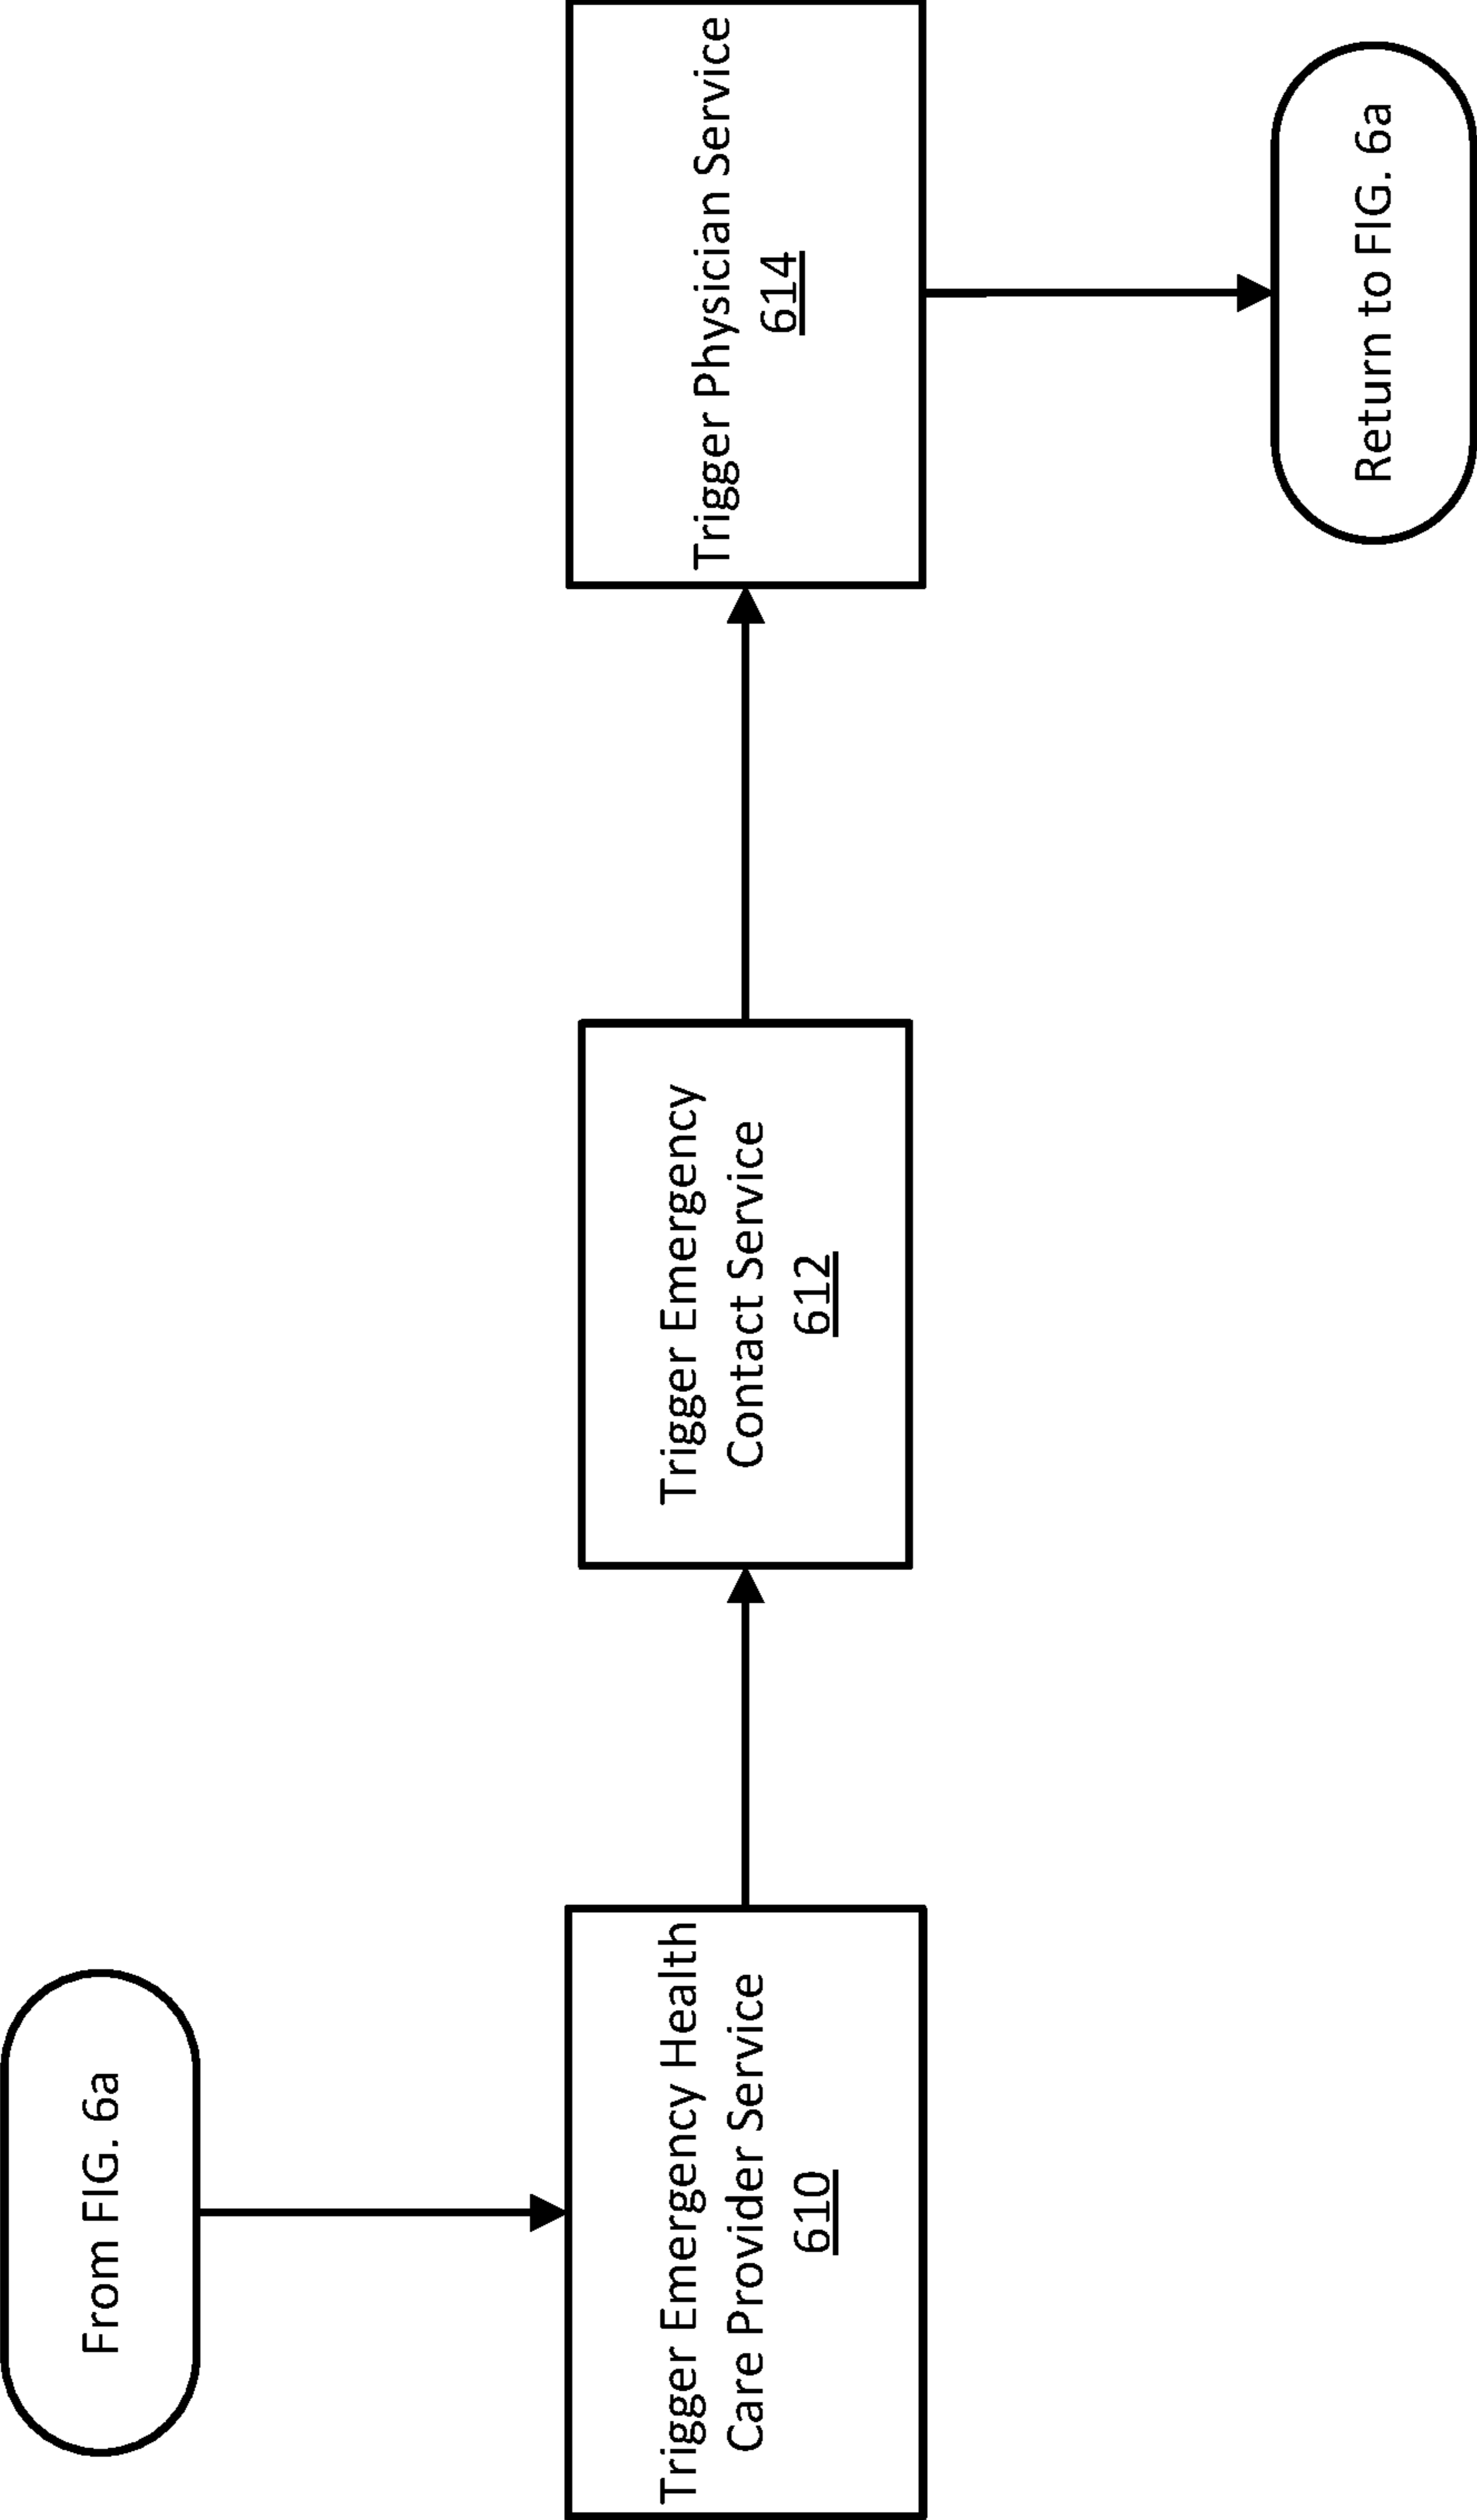 From FIG. 6a
Trigger Emergency Health
Care Provider Service
610
Trigger Emergency
Contact Service
612
Trigger Physician Service
614
Return to FIG. 6a